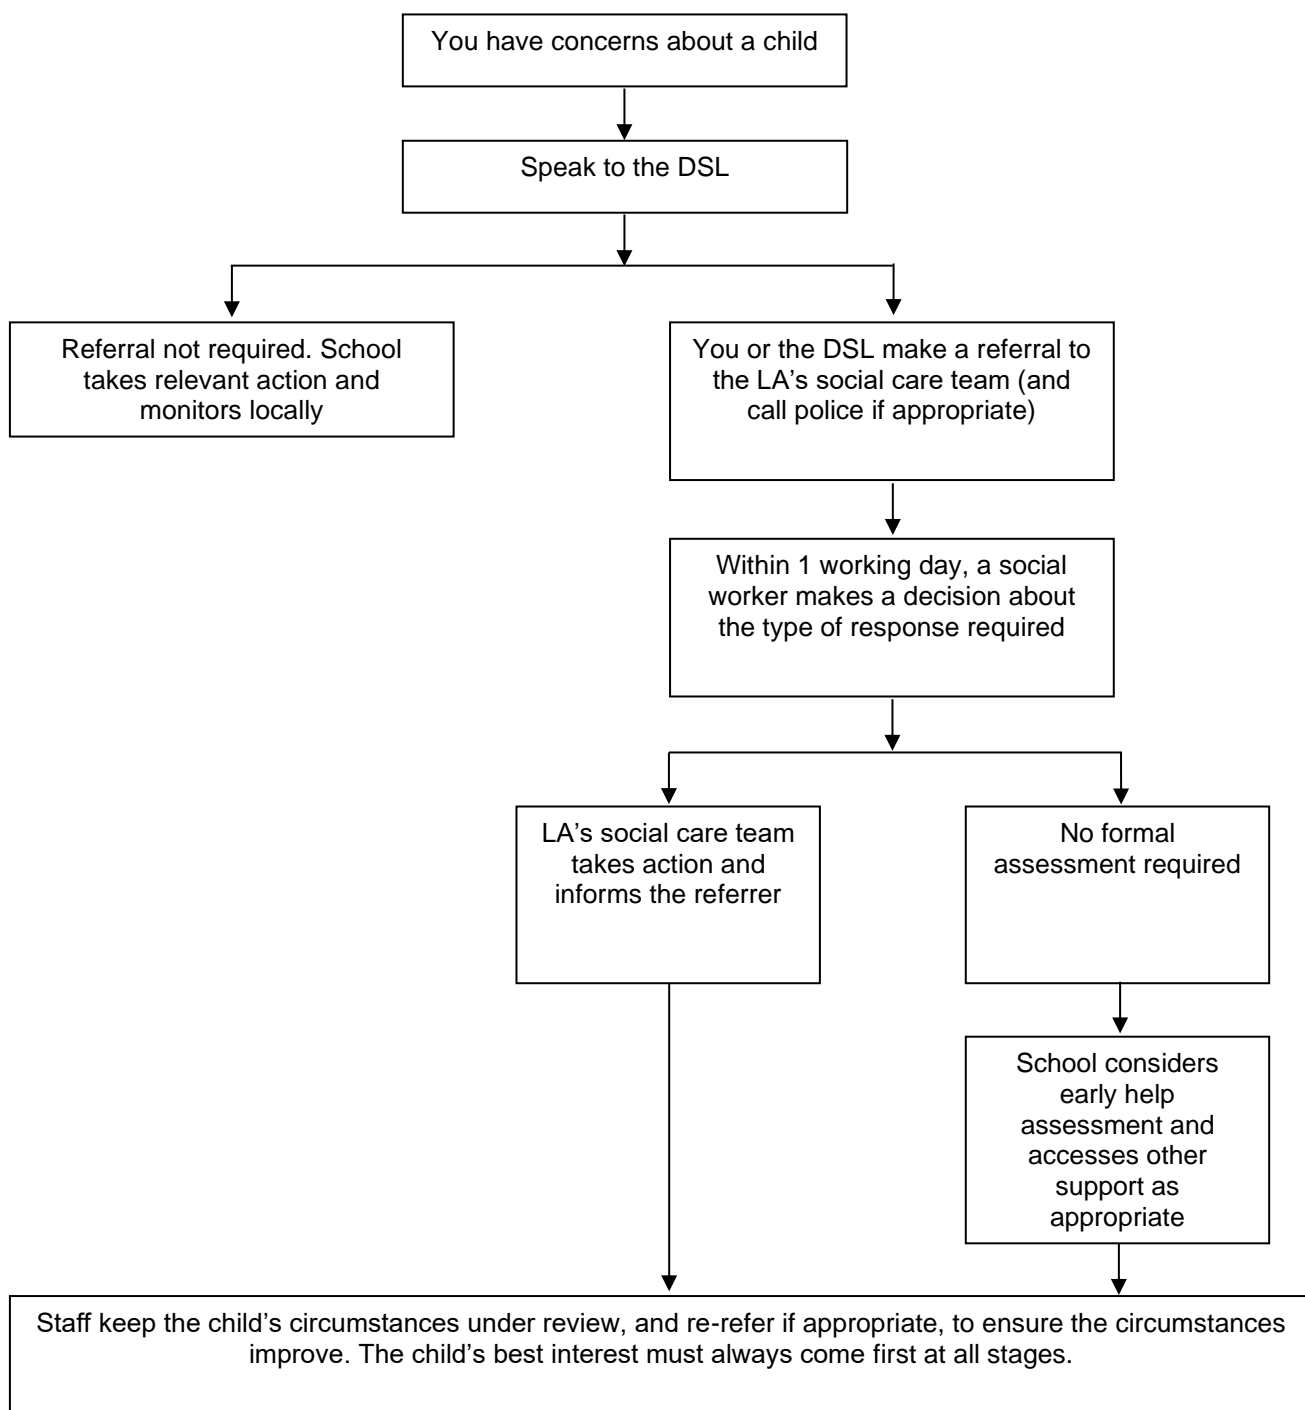 You have concerns about a child
Speak to the DSL
Referral not required. School
takes relevant action and
monitors locally
You or the DSL make a referral to
the LA’s social care team (and
call police if appropriate)
Within 1 working day, a social
worker makes a decision about
the type of response required
LA’s social care team
takes action and
informs the referrer
No formal
assessment required
School considers
early help
assessment and
accesses other
support as
appropriate
Staff keep the child’s circumstances under review, and re-refer if appropriate, to ensure the circumstances
improve. The child’s best interest must always come first at all stages.